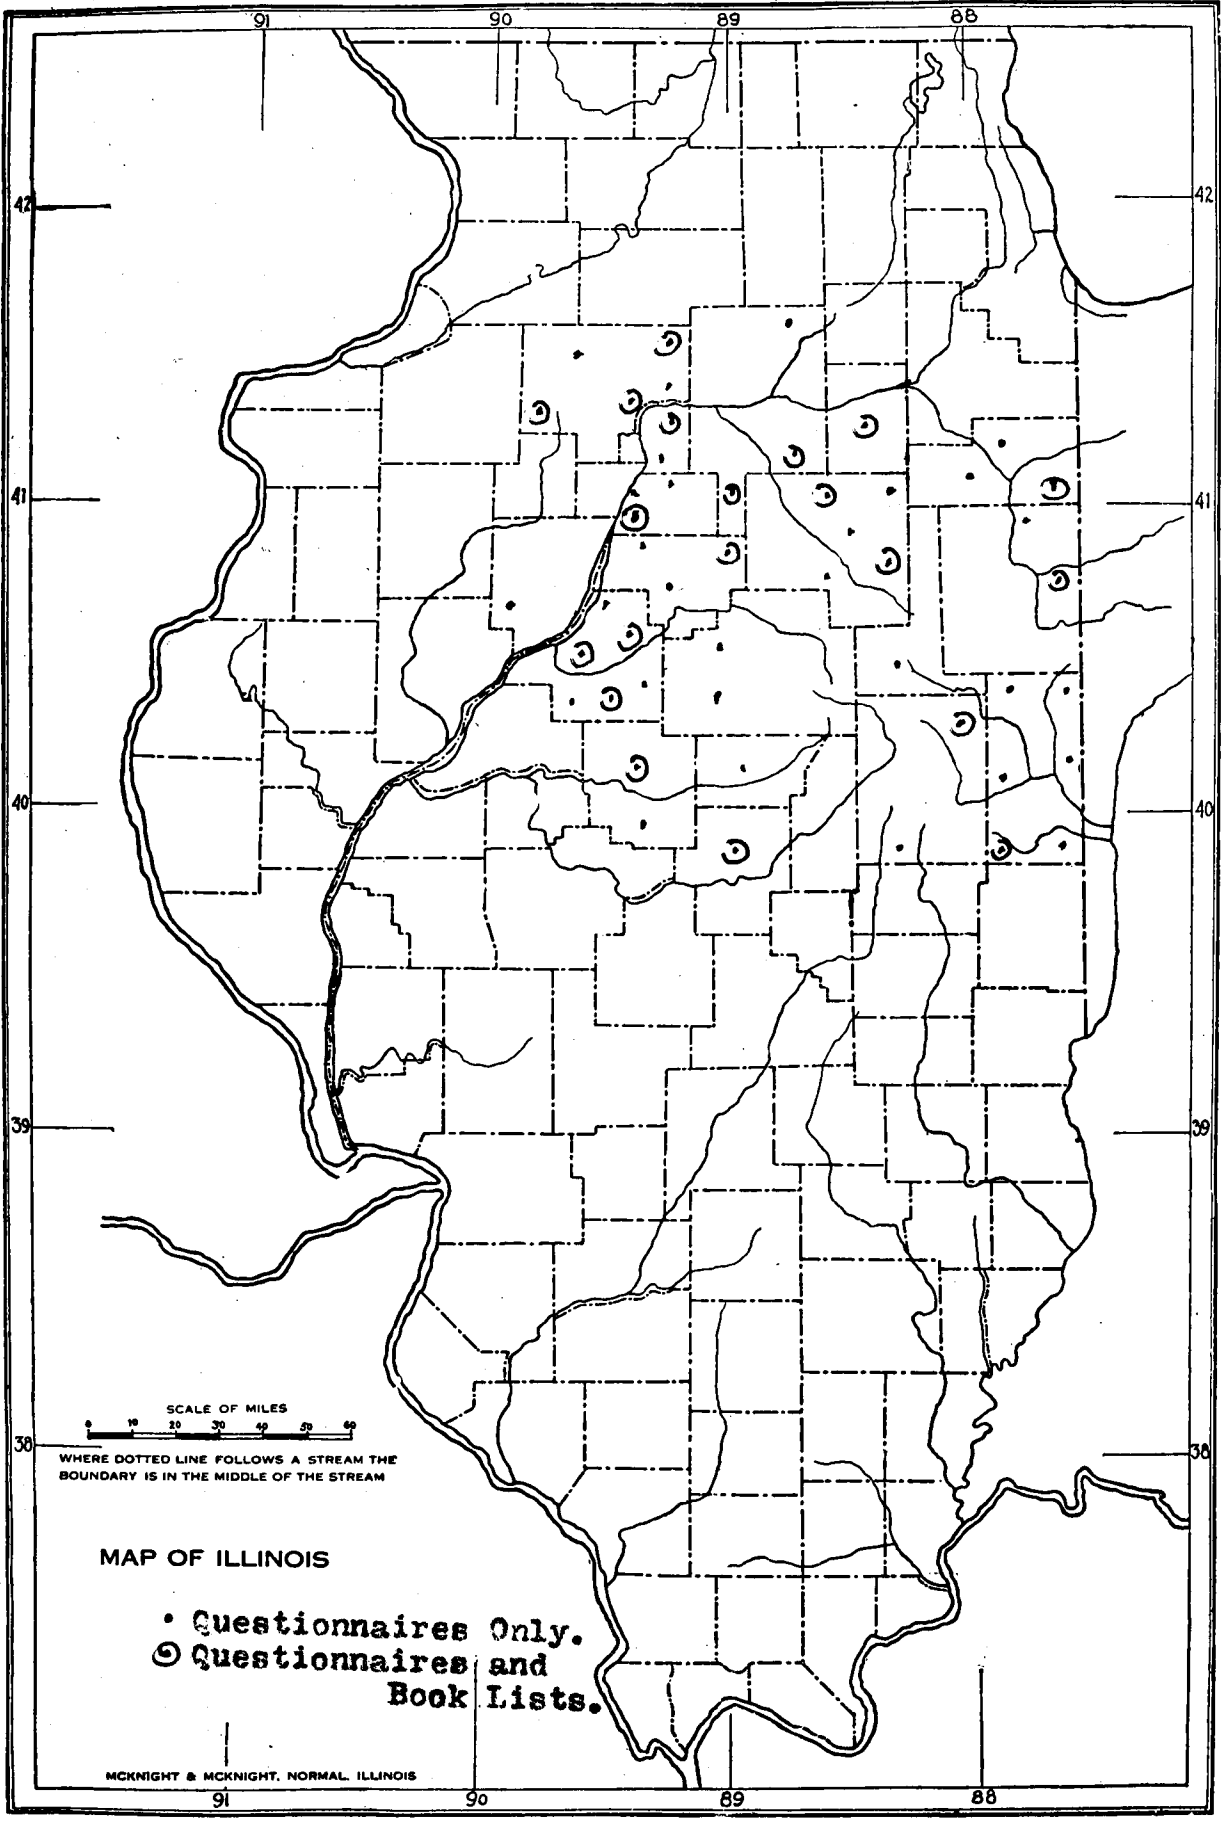 91 90 89 88
42 42
41 41
40 40
39 39
SCALE OF MILES
0 10 20 30 40 50 60
38 38
WHERE DOTTED LINE FOLLOWS A STREAM THE
BOUNDARY IS IN THE MIDDLE OF THE STREAM
MAP OF ILLINOIS
Questionnaires Only.
Questionnaires and
Book Lists.
MCKNIGHT & MCKNIGHT, NORMAL, ILLINOIS
91 90 89 88